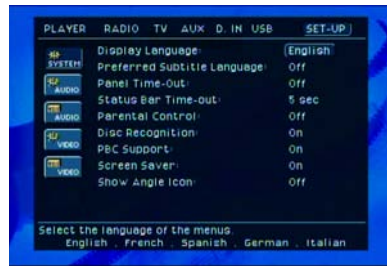 PLAYER RADIO TV AUX D. IN USB SET-UP
SYSTEM
AUDIO
AUDIO
VIDEO
VIDEO
Display Language: English
Preferred Subtitle Language: Off
Panel Time-Out: Off
Status Bar Time-out: 5 sec
Parental Control: Off
Disc Recognition: On
PBC Support: On
Screen Saver: On
Show Angle Icon: Off
Select the language of the menus.
English . French . Spanish . German . Italian